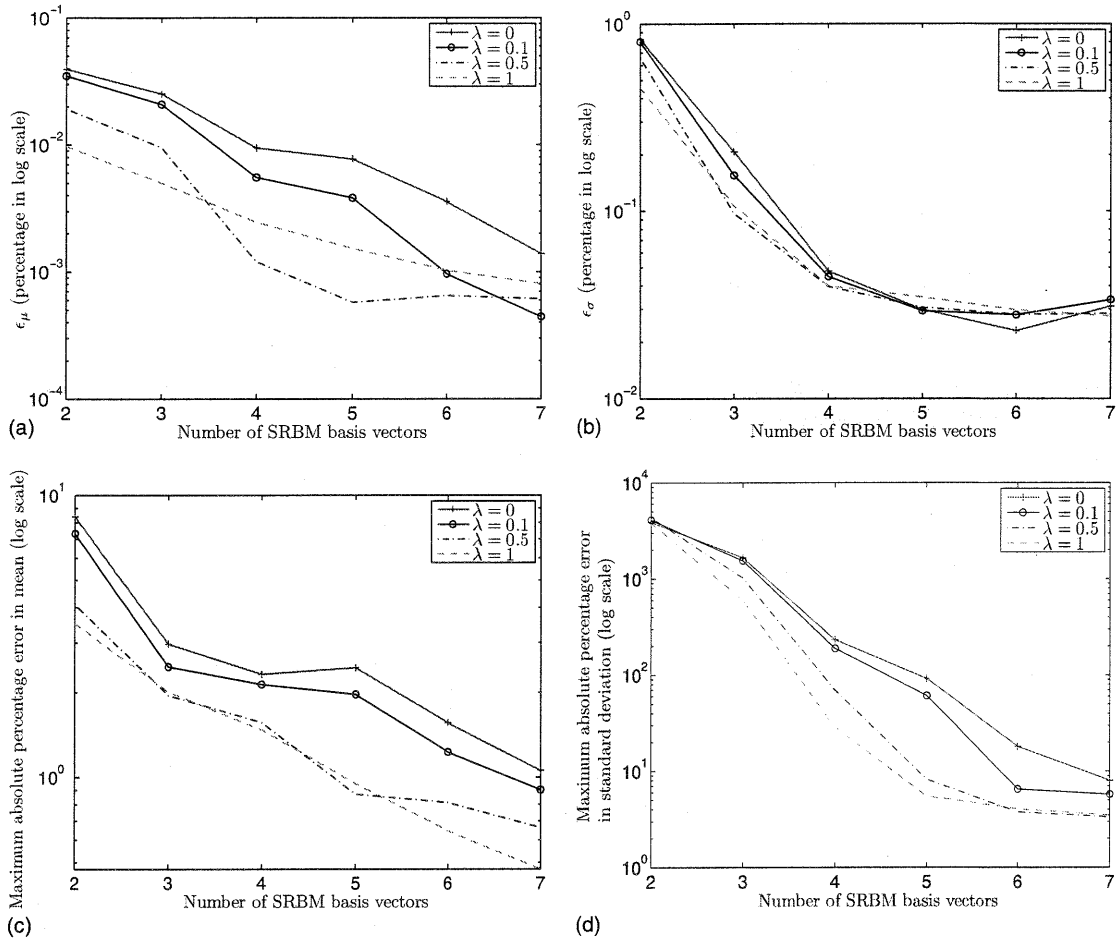 10^{-1}
10^{-2}
10^{-3}
10^{-4}
ϵ_μ (percentage in log scale)
λ = 0
λ = 0.1
λ = 0.5
λ = 1
2 3 4 5 6 7
Number of SRBM basis vectors
(a)
10^{0}
10^{-1}
10^{-2}
ϵ_σ (percentage in log scale)
λ = 0
λ = 0.1
λ = 0.5
λ = 1
2 3 4 5 6 7
Number of SRBM basis vectors
(b)
10^{1}
10^{0}
Maximum absolute percentage error in mean (log scale)
λ = 0
λ = 0.1
λ = 0.5
λ = 1
2 3 4 5 6 7
Number of SRBM basis vectors
(c)
10^{4}
10^{3}
10^{2}
10^{1}
10^{0}
Maximum absolute percentage error
in standard deviation (log scale)
λ = 0
λ = 0.1
λ = 0.5
λ = 1
2 3 4 5 6 7
Number of SRBM basis vectors
(d)